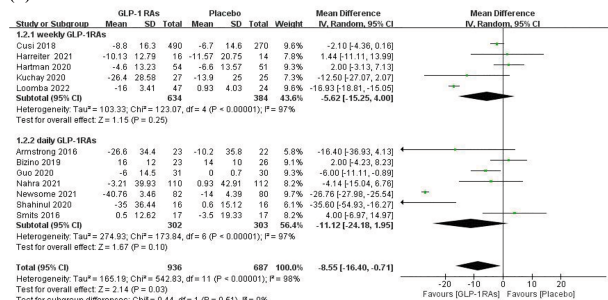 GLP-1 RAs Placebo Mean Difference Mean Difference
Study or Subgroup Mean SD Total Mean SD Total Weight IV, Random, 95% CI IV, Random, 95% CI
1.2.1 weekly GLP-1RAs
Cusi 2018 -8.8 16.3 490 -6.7 14.6 270 9.6% -2.10 [-4.36, 0.16]
Harreiter 2021 -10.13 12.79 16 -11.57 20.75 14 7.6% 1.44 [-11.11, 13.99]
Hartman 2020 -4.6 13.23 54 -6.6 13.57 51 9.4% 2.00 [-3.13, 7.13]
Kuchay 2020 -26.4 28.58 27 -13.9 25 25 7.2% -12.50 [-27.07, 2.07]
Loomba 2022 -16 3.41 47 0.93 4.03 24 9.6% -16.93 [-18.81, -15.05]
Subtotal (95% CI) 634 384 43.6% -5.62 [-15.25, 4.00]
Heterogeneity: Tau² = 103.33; Chi² = 123.07, df = 4 (P < 0.00001); I² = 97%
Test for overall effect: Z = 1.15 (P = 0.25)
1.2.2 daily GLP-1RAs
Armstrong 2016 -26.6 34.4 23 -10.2 35.8 22 5.9% -16.40 [-36.93, 4.13]
Bizino 2019 16 12 23 14 10 26 9.2% 2.00 [-4.23, 8.23]
Guo 2020 -6 14.5 31 0 0.7 30 9.4% -6.00 [-11.11, -0.89]
Nahra 2021 -3.21 39.93 110 0.93 42.91 112 8.1% -4.14 [-15.04, 6.76]
Newsome 2021 -40.76 3.46 82 -14 4.39 80 9.6% -26.76 [-27.98, -25.54]
Shahinul 2020 -35 36.44 16 0.6 15.12 16 6.2% -35.60 [-54.93, -16.27]
Smits 2016 0.5 12.62 17 -3.5 19.33 17 8.1% 4.00 [-6.97, 14.97]
Subtotal (95% CI) 302 303 56.4% -11.12 [-24.18, 1.95]
Heterogeneity: Tau² = 274.93; Chi² = 173.84, df = 6 (P < 0.00001); I² = 97%
Test for overall effect: Z = 1.67 (P = 0.10)
Total (95% CI) 936 687 100.0% -8.55 [-16.40, -0.71]
Heterogeneity: Tau² = 165.19; Chi² = 542.83, df = 11 (P < 0.00001); I² = 98%
-50 -25 0 25 50
Test for overall effect: Z = 2.14 (P = 0.03)
Favours [GLP-1RAs] Favours [Placebo]